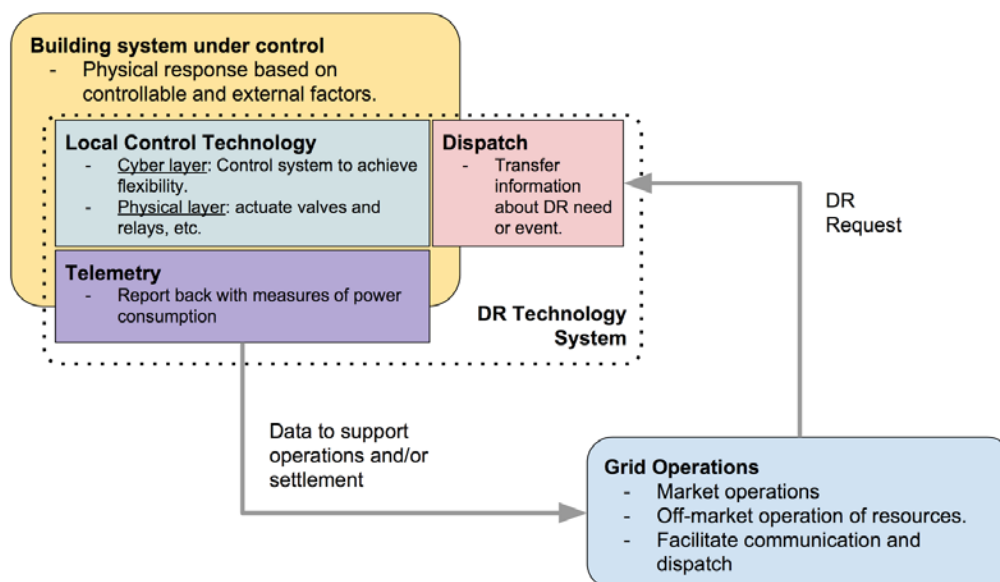 Building system under control
- Physical response based on
controllable and external factors.
Local Control Technology
- Cyber layer: Control system to achieve
flexibility.
- Physical layer: actuate valves and
relays, etc.
Dispatch
- Transfer
information
about DR need
or event.
DR
Request
Telemetry
- Report back with measures of power
consumption
DR Technology
System
Data to support
operations and/or
settlement
Grid Operations
- Market operations
- Off-market operation of resources.
- Facilitate communication and
dispatch